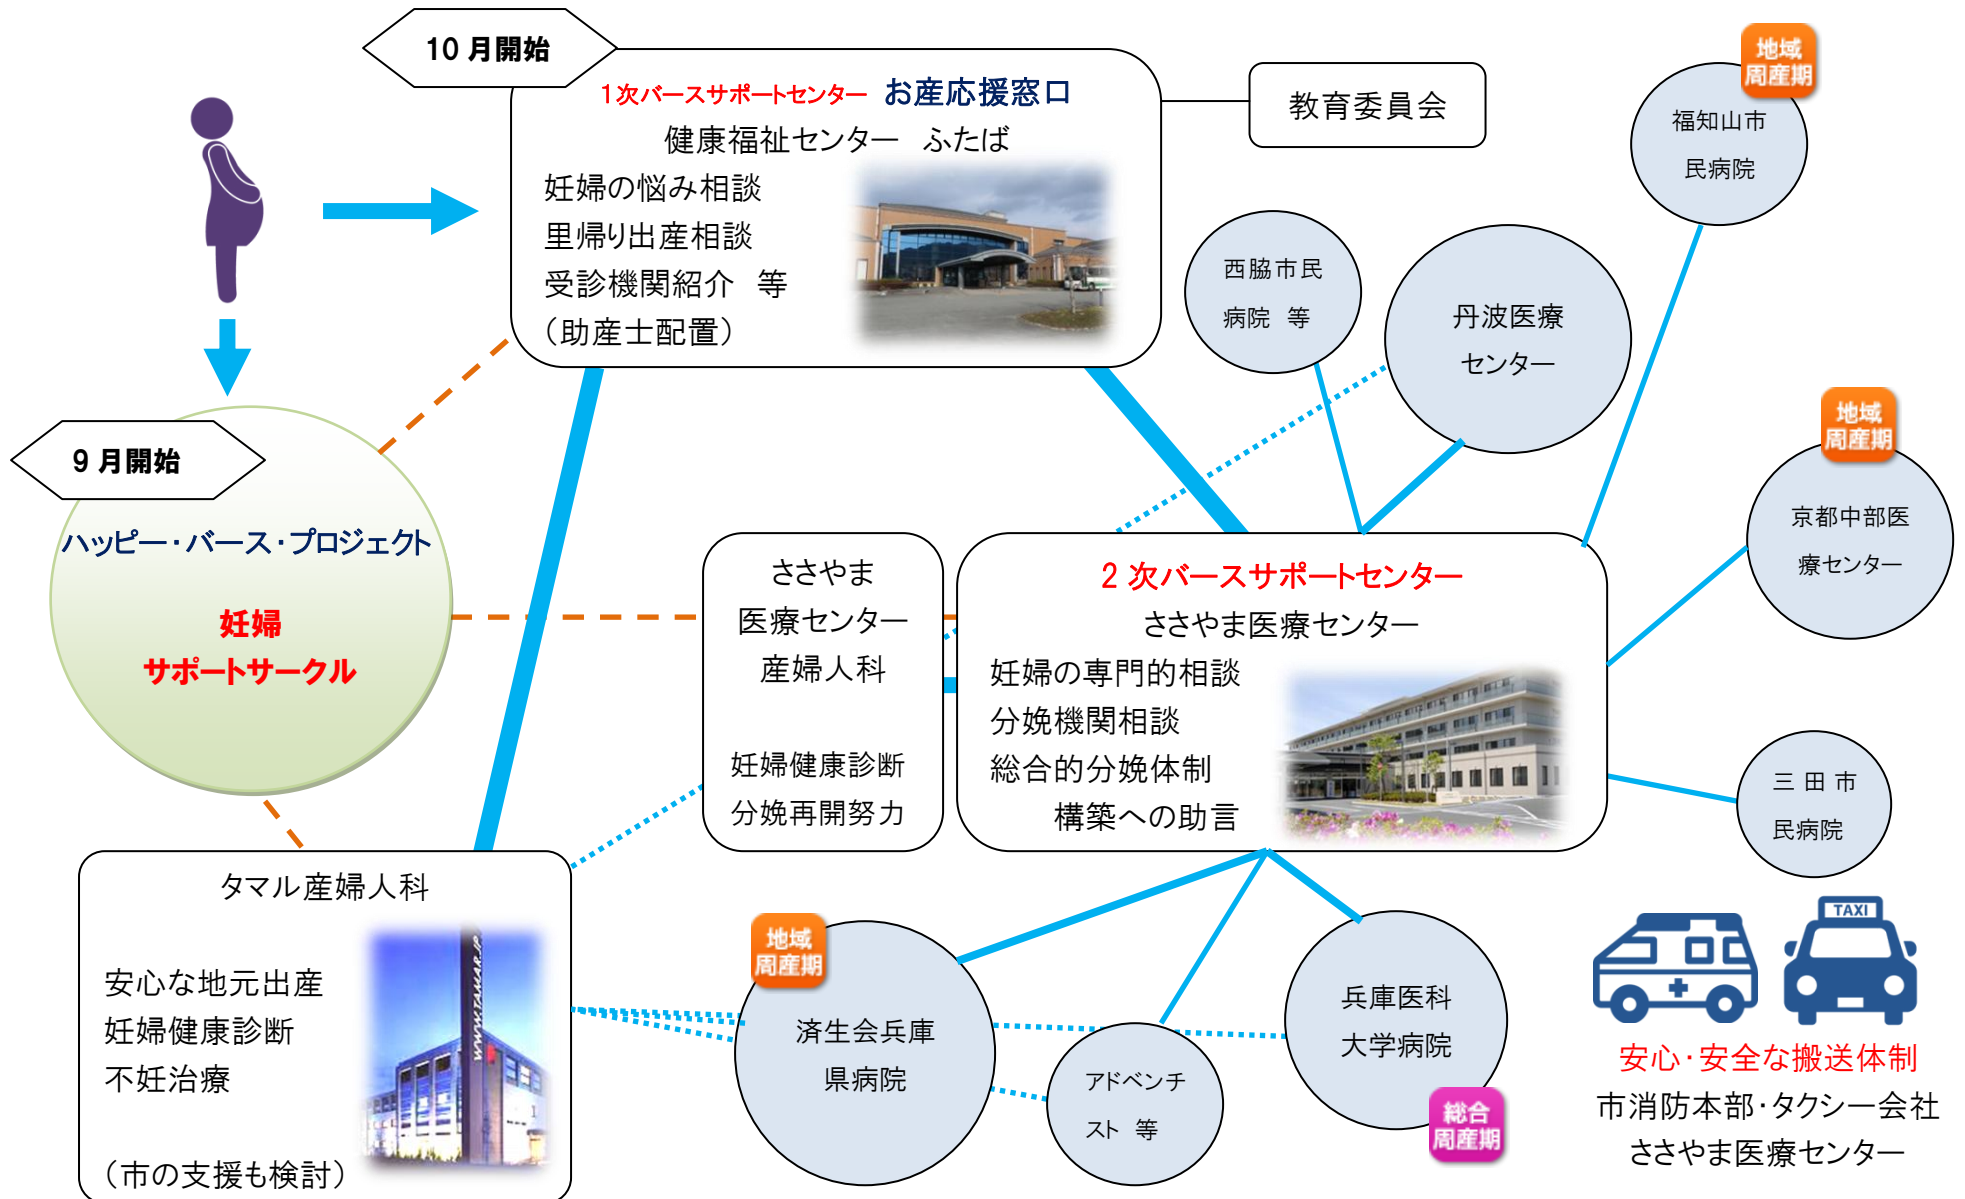 10月開始
1次バースサポートセンター お産応援窓口
健康福祉センター ふたば
妊婦の悩み相談
里帰り出産相談
受診機関紹介 等
（助産士配置）
教育委員会
地域
周産期
福知山市
民病院
西脇市民
病院 等
丹波医療
センター
地域
周産期
京都中部医
療センター
9月開始
ハッピー・バース・プロジェクト
妊婦
サポートサークル
ささやま
医療センター
産婦人科
妊婦健康診断
分娩再開努力
2次バースサポートセンター
ささやま医療センター
妊婦の専門的相談
分娩機関相談
総合的分娩体制
構築への助言
三田市
民病院
タマル産婦人科
安心な地元出産
妊婦健康診断
不妊治療
（市の支援も検討）
WWW.TAMAR.JP
地域
周産期
済生会兵庫
県病院
アドベンチ
スト 等
兵庫医科
大学病院
総合
周産期
TAXI
安心・安全な搬送体制
市消防本部・タクシー会社
ささやま医療センター